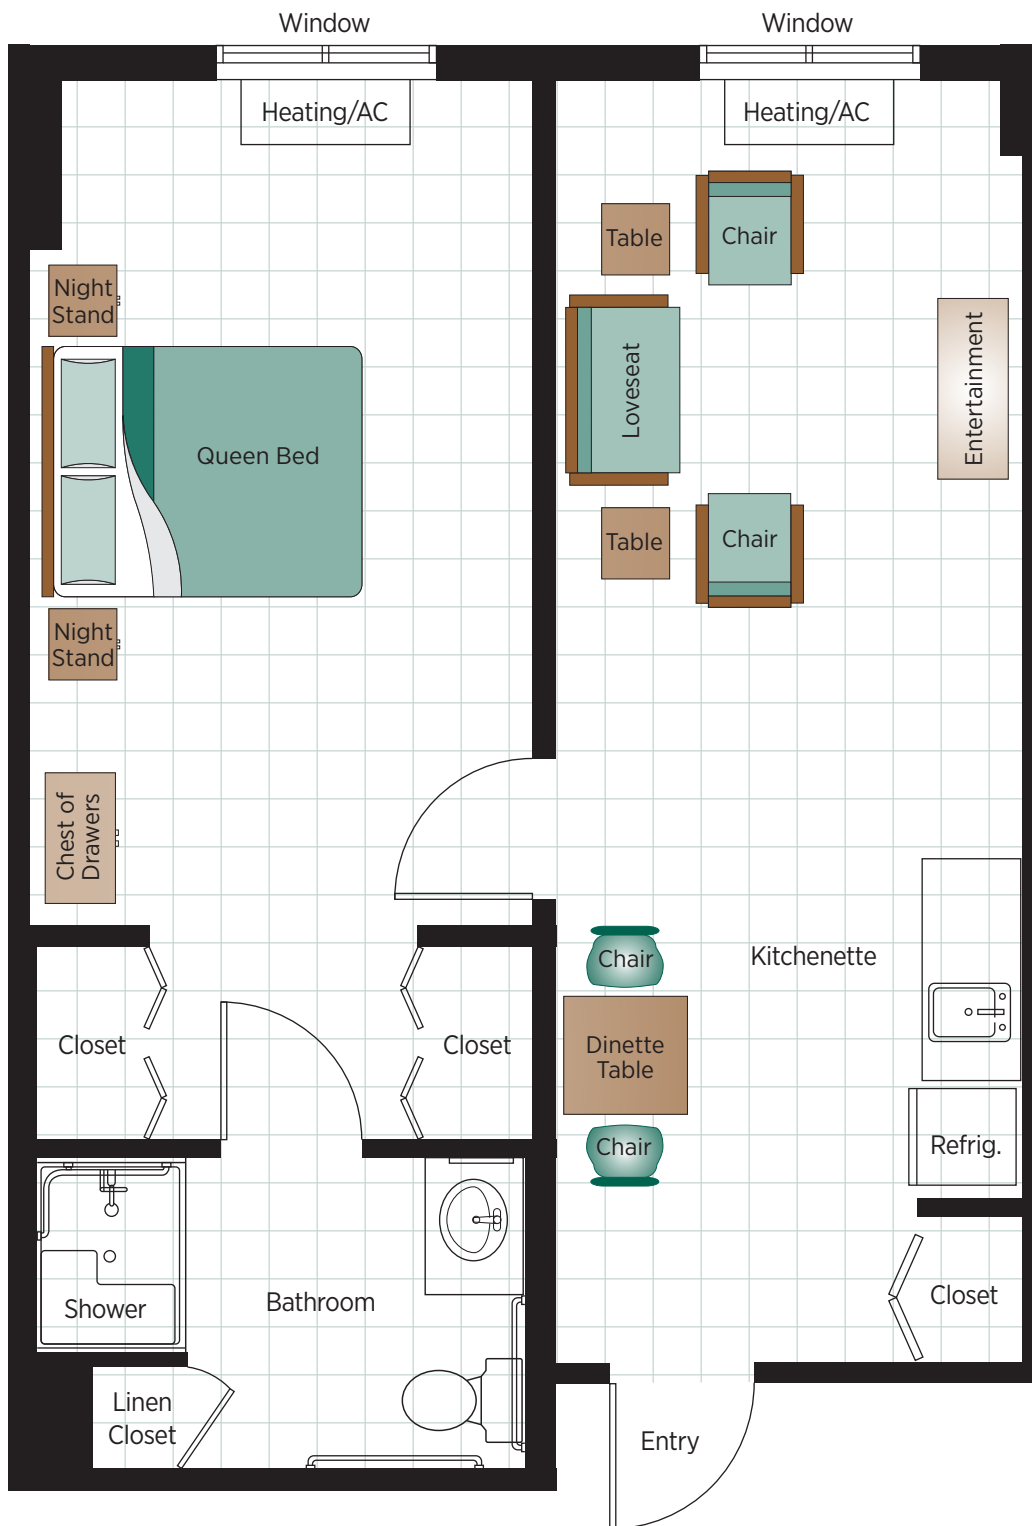 Window
Window
Heating/AC
Heating/AC
Table
Chair
Night
Stand
Loveseat
Entertainment
Queen Bed
Table
Chair
Night
Stand
Chest of
Drawers
Chair
Kitchenette
Closet
Closet
Dinette
Table
Chair
Refrig.
Shower
Bathroom
Closet
Linen
Closet
Entry